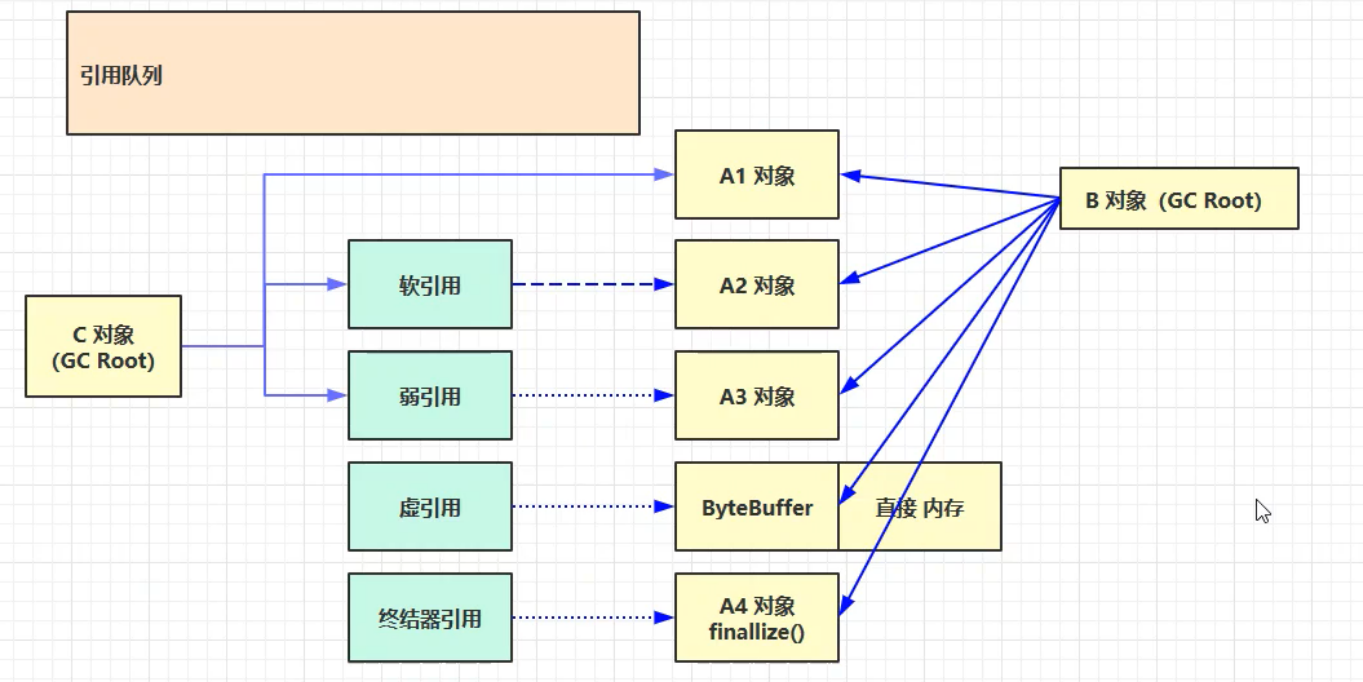 引用队列
A1 对象
B 对象（GC Root）
软引用
A2 对象
C 对象
(GC Root)
弱引用
A3 对象
虚引用
ByteBuffer
直接 内存
终结器引用
A4 对象
finallize()